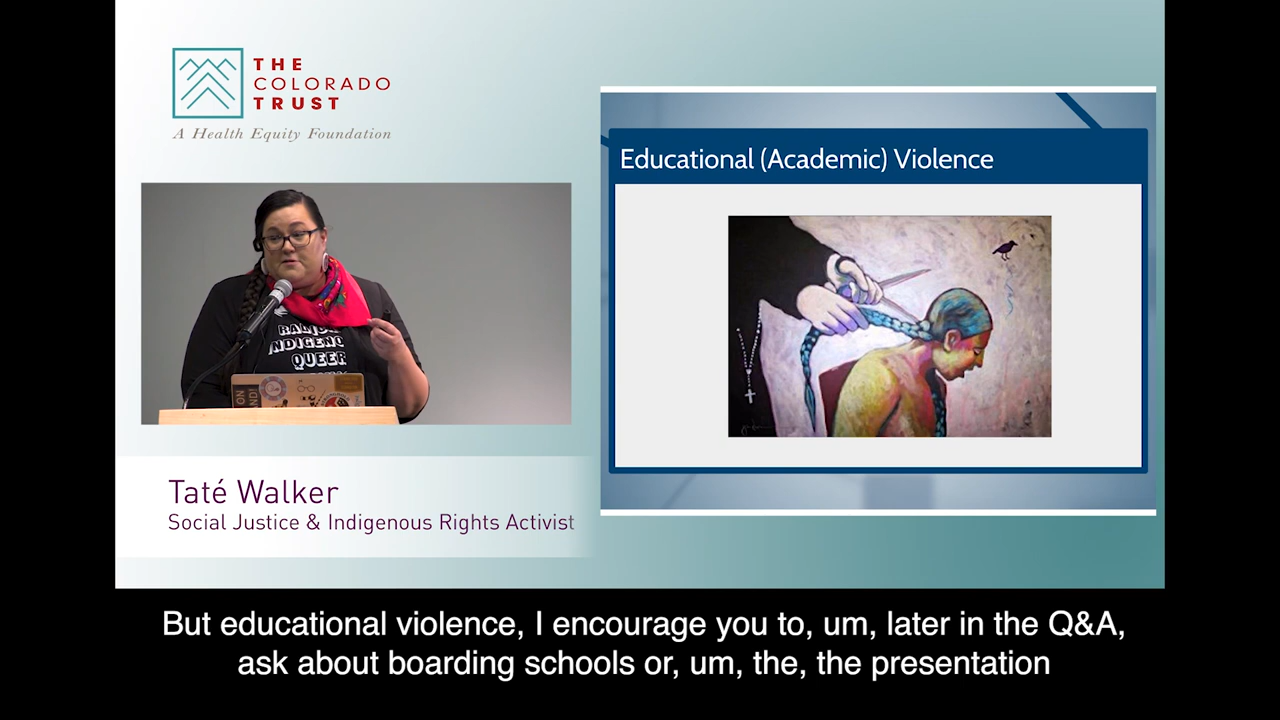 THE
COLORADO
TRUST
A Health Equity Foundation
Educational (Academic) Violence
QUEER
Taté Walker
Social Justice & Indigenous Rights Activist
But educational violence, I encourage you to, um, later in the Q&A,
ask about boarding schools or, um, the, the presentation